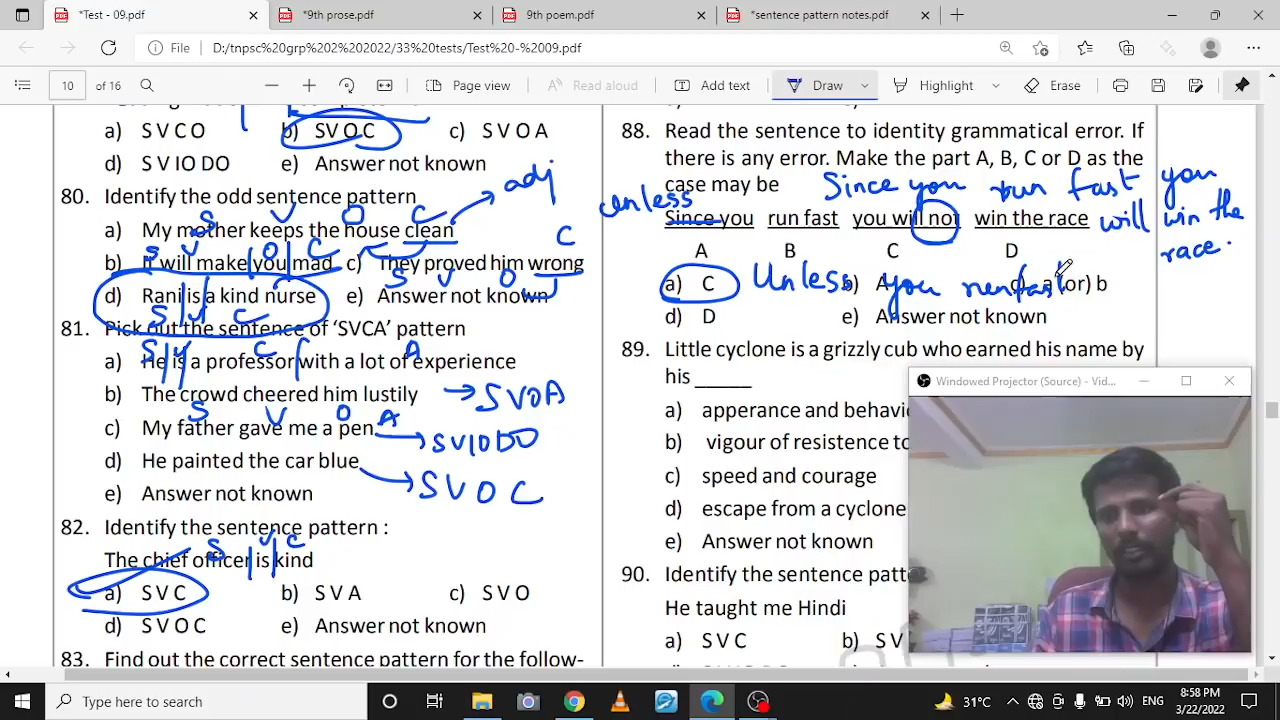 *Test - 09.pdf
*9th prose.pdf
9th poem.pdf
*sentence pattern notes.pdf
File D:/tnpsc%20grp%202%202022/33%20tests/Test%20-%2009.pdf
10 of 16
Page view
Read aloud
Add text
Draw
Highlight
Erase
a) S V C O b) SV O C c) S V O A
d) S V IO DO e) Answer not known
80. Identify the odd sentence pattern
adj
S V O C
a) My mother keeps the house clean
S V O C C
b) It will make you mad c) They proved him wrong
S V O
d) Rani is a kind nurse e) Answer not known
S V C
81. Pick out the sentence of 'SVCA' pattern
S V C A
a) He is a professor with a lot of experience
b) The crowd cheered him lustily
SVOA
S V O A
c) My father gave me a pen
SVIODO
d) He painted the car blue
S V O C
e) Answer not known
82. Identify the sentence pattern :
S V C
The chief officer is kind
a) S V C b) S V A c) S V O
d) S V O C e) Answer not known
83. Find out the correct sentence pattern for the follow-
88. Read the sentence to identity grammatical error. If
there is any error. Make the part A, B, C or D as the
case may be
Since you run fast you
will win the
race.
unless
Since you run fast you will not win the race
A B C D
a) C b) A c) a (or) b
Unless you run fast
d) D e) Answer not known
89. Little cyclone is a grizzly cub who earned his name by
his _____
a) apperance and behavio
b) vigour of resistence to
c) speed and courage
d) escape from a cyclone
e) Answer not known
90. Identify the sentence patt
He taught me Hindi
a) S V C b) S V
Windowed Projector (Source) - Vid...
Type here to search
31°C
ENG
8:58 PM
3/22/2022